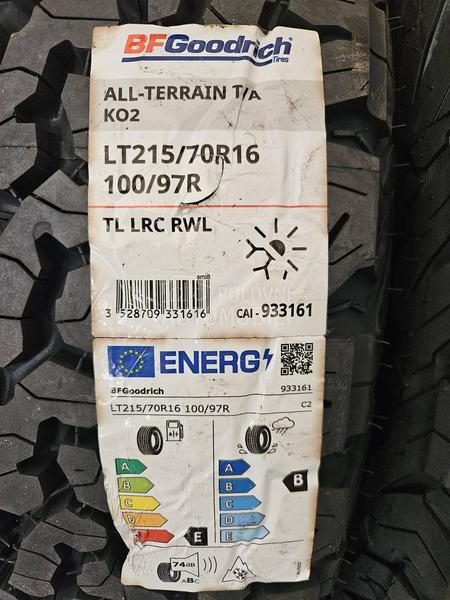 BFGoodrich
Tires
ALL-TERRAIN T/A
KO2
LT215/70R16
100/97R
TL LRC RWL
smi8
3 528709 331616
CAI - 933161
ENERG
BFGoodrich 933161
LT215/70R16 100/97R C2
A A
B B B
C C
D D
E E
74dB
ABC